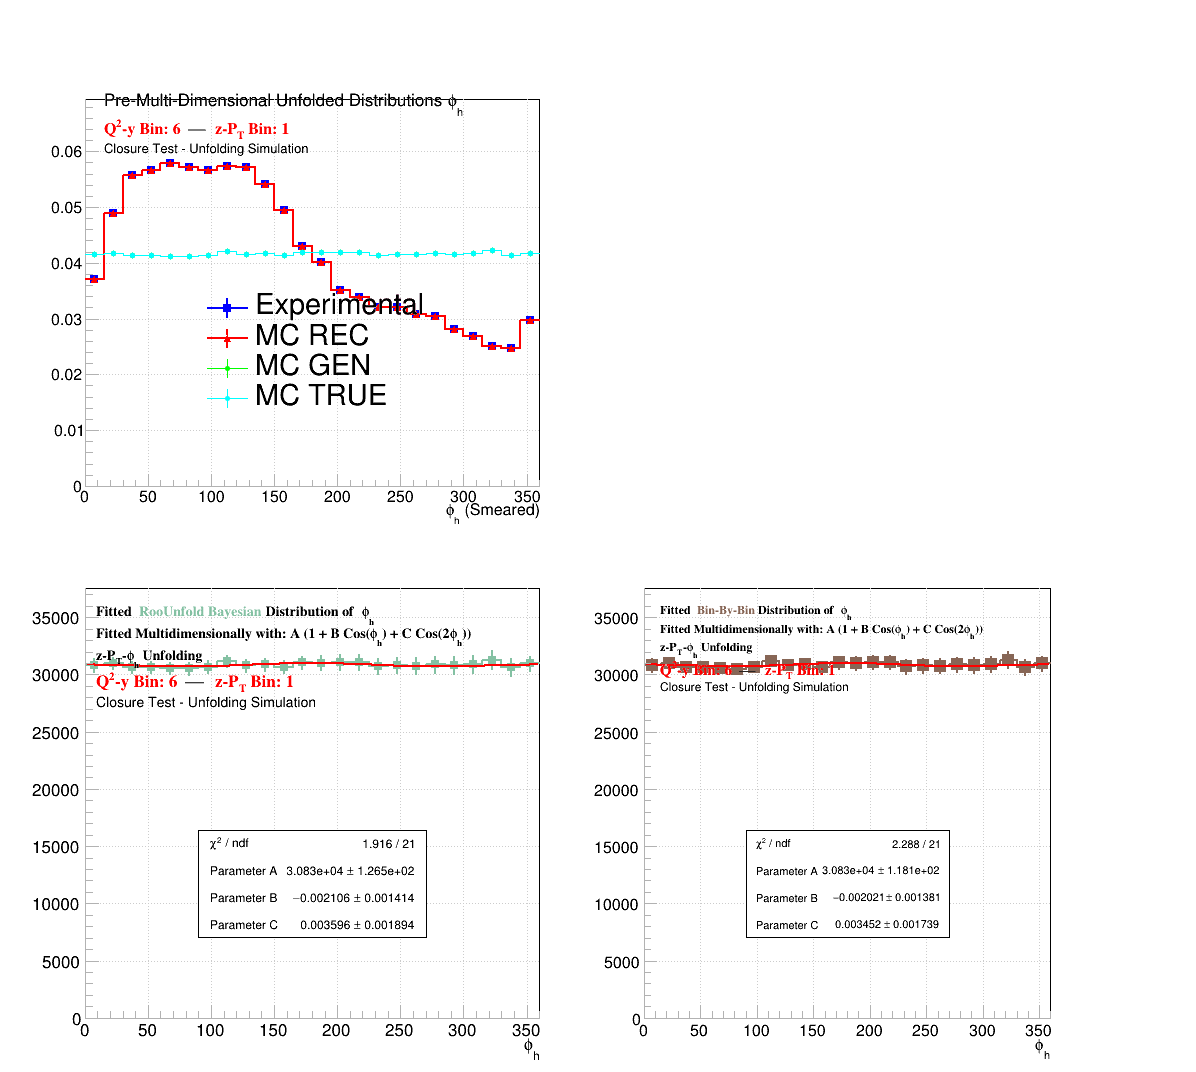 Pre-Multi-Dimensional Unfolded Distributions ϕh
Q²-y Bin: 6 — z-PT Bin: 1
Closure Test - Unfolding Simulation
0.06
0.05
0.04
0.03
0.02
0.01
0
Experimental
MC REC
MC GEN
MC TRUE
0 50 100 150 200 250 300 350
ϕh (Smeared)
Fitted RooUnfold Bayesian Distribution of ϕh
Fitted Multidimensionally with: A (1 + B Cos(ϕh) + C Cos(2ϕh))
z-PT-ϕh Unfolding
Q²-y Bin: 6 — z-PT Bin: 1
Closure Test - Unfolding Simulation
35000
30000
25000
20000
15000
10000
5000
0
χ² / ndf 1.916 / 21
Parameter A 3.083e+04 ± 1.265e+02
Parameter B −0.002106 ± 0.001414
Parameter C 0.003596 ± 0.001894
0 50 100 150 200 250 300 350
ϕh
Fitted Bin-By-Bin Distribution of ϕh
Fitted Multidimensionally with: A (1 + B Cos(ϕh) + C Cos(2ϕh))
z-PT-ϕh Unfolding
Q²-y Bin: 6 — z-PT Bin: 1
Closure Test - Unfolding Simulation
35000
30000
25000
20000
15000
10000
5000
0
χ² / ndf 2.288 / 21
Parameter A 3.083e+04 ± 1.181e+02
Parameter B −0.002021 ± 0.001381
Parameter C 0.003452 ± 0.001739
0 50 100 150 200 250 300 350
ϕh